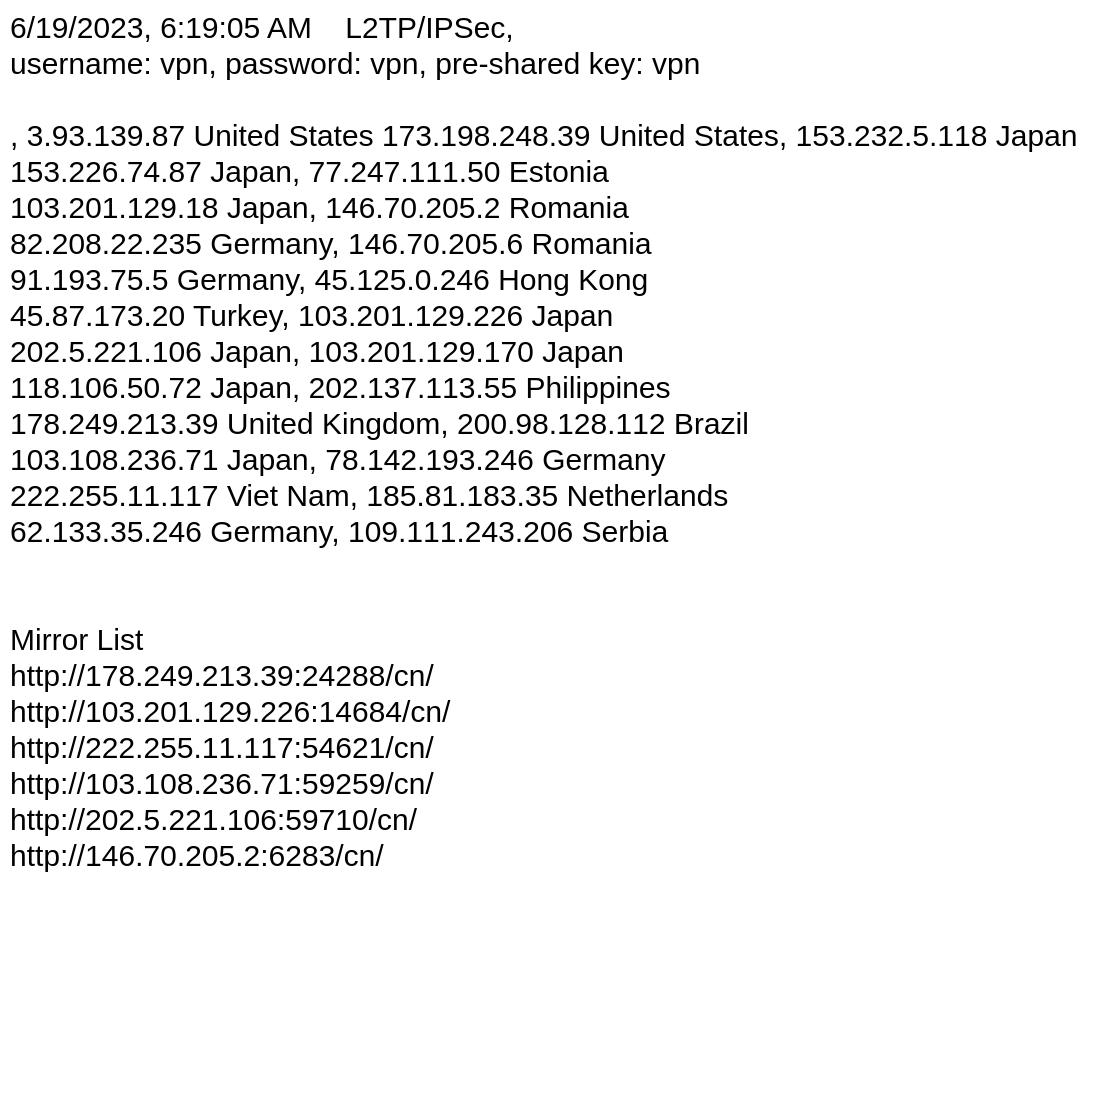 6/19/2023, 6:19:05 AM    L2TP/IPSec,
username: vpn, password: vpn, pre-shared key: vpn
, 3.93.139.87 United States 173.198.248.39 United States, 153.232.5.118 Japan
153.226.74.87 Japan, 77.247.111.50 Estonia
103.201.129.18 Japan, 146.70.205.2 Romania
82.208.22.235 Germany, 146.70.205.6 Romania
91.193.75.5 Germany, 45.125.0.246 Hong Kong
45.87.173.20 Turkey, 103.201.129.226 Japan
202.5.221.106 Japan, 103.201.129.170 Japan
118.106.50.72 Japan, 202.137.113.55 Philippines
178.249.213.39 United Kingdom, 200.98.128.112 Brazil
103.108.236.71 Japan, 78.142.193.246 Germany
222.255.11.117 Viet Nam, 185.81.183.35 Netherlands
62.133.35.246 Germany, 109.111.243.206 Serbia
Mirror List
http://178.249.213.39:24288/cn/
http://103.201.129.226:14684/cn/
http://222.255.11.117:54621/cn/
http://103.108.236.71:59259/cn/
http://202.5.221.106:59710/cn/
http://146.70.205.2:6283/cn/